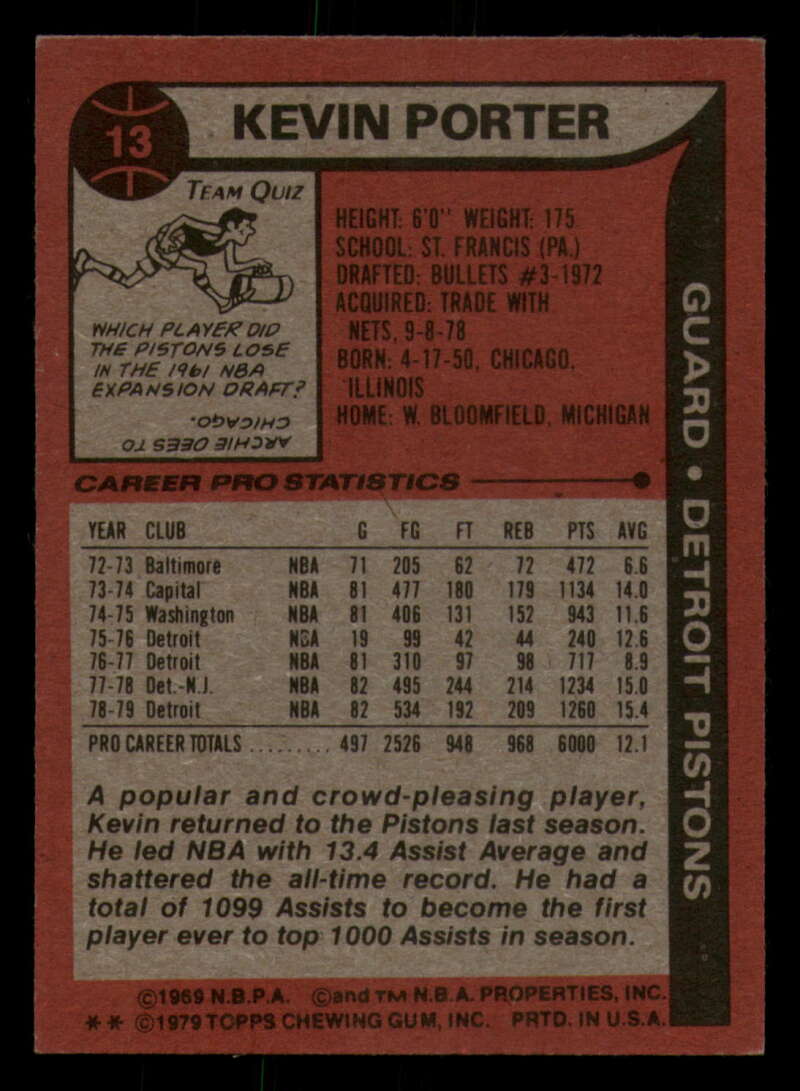 13
KEVIN PORTER
TEAM QUIZ
WHICH PLAYER DID
THE PISTONS LOSE
IN THE 1961 NBA
EXPANSION DRAFT?
ARCHIE DEES TO
CHICAGO.
HEIGHT: 6'0" WEIGHT: 175
SCHOOL: ST. FRANCIS (PA.)
DRAFTED: BULLETS #3-1972
ACQUIRED: TRADE WITH
NETS, 9-8-78
BORN: 4-17-50, CHICAGO,
ILLINOIS
HOME: W. BLOOMFIELD, MICHIGAN
GUARD • DETROIT PISTONS
CAREER PRO STATISTICS
YEAR CLUB G FG FT REB PTS AVG
72-73 Baltimore NBA 71 205 62 72 472 6.6
73-74 Capital NBA 81 477 180 179 1134 14.0
74-75 Washington NBA 81 406 131 152 943 11.6
75-76 Detroit NBA 19 99 42 44 240 12.6
76-77 Detroit NBA 81 310 97 98 717 8.9
77-78 Det.-N.J. NBA 82 495 244 214 1234 15.0
78-79 Detroit NBA 82 534 192 209 1260 15.4
PRO CAREER TOTALS ......... 497 2526 948 968 6000 12.1
A popular and crowd-pleasing player,
Kevin returned to the Pistons last season.
He led NBA with 13.4 Assist Average and
shattered the all-time record. He had a
total of 1099 Assists to become the first
player ever to top 1000 Assists in season.
©1969 N.B.P.A. ©and TM N.B.A. PROPERTIES, INC.
** ©1979 TOPPS CHEWING GUM, INC. PRTD. IN U.S.A.